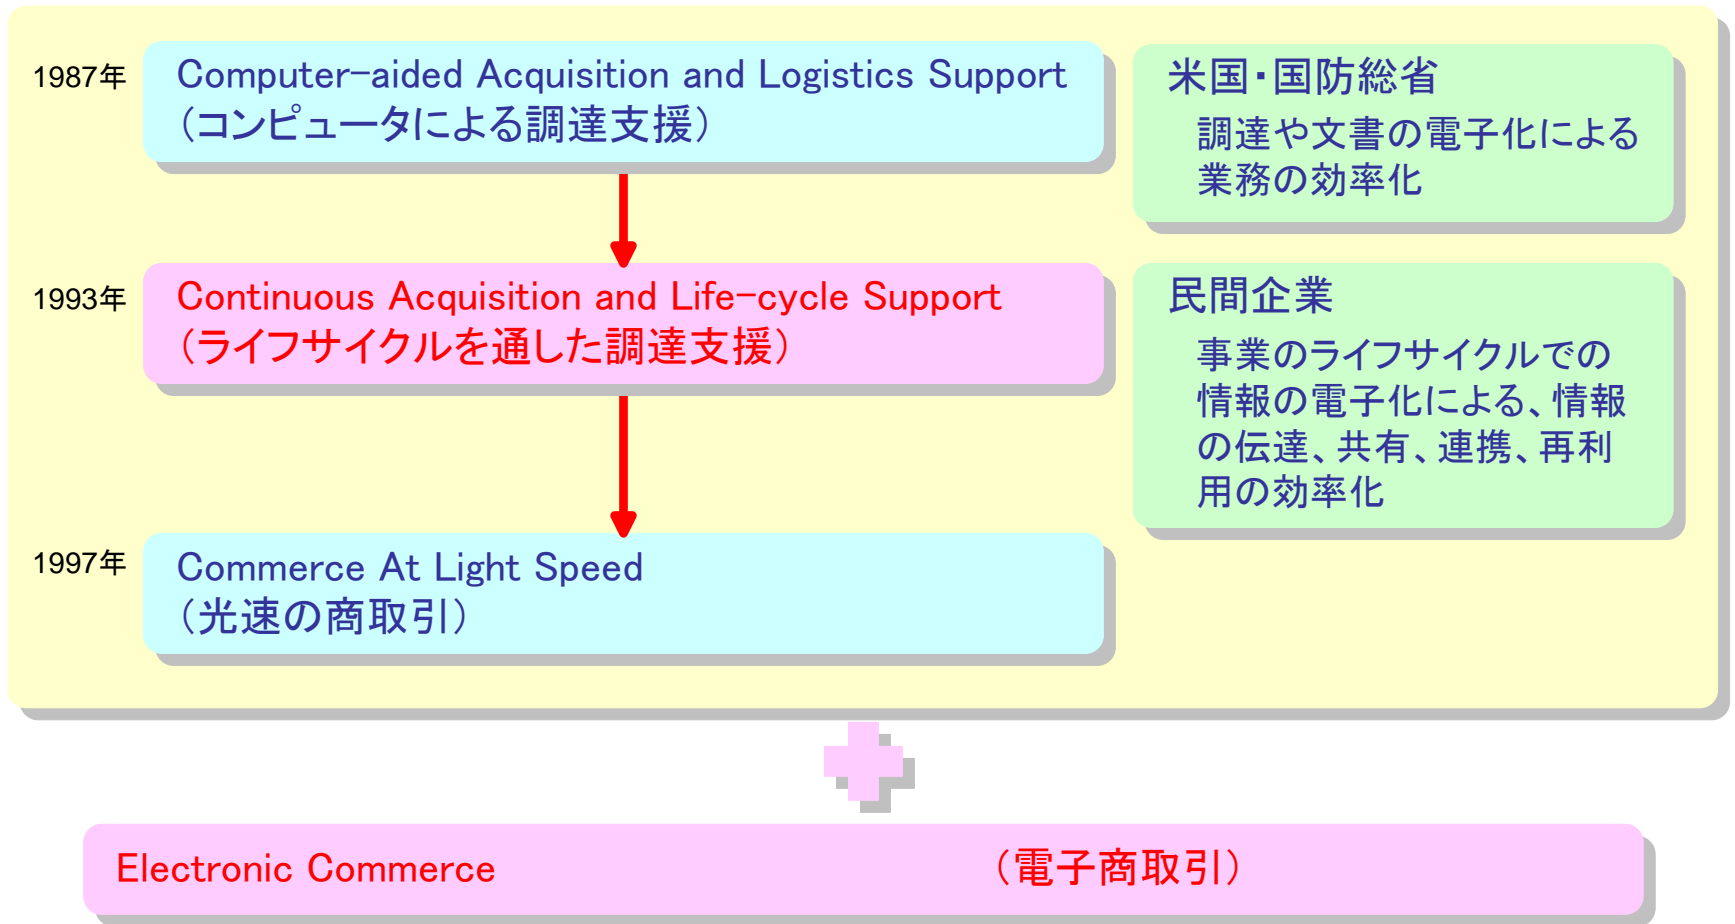 1987年
Computer-aided Acquisition and Logistics Support
（コンピュータによる調達支援）
米国・国防総省
調達や文書の電子化による
業務の効率化
1993年
Continuous Acquisition and Life-cycle Support
（ライフサイクルを通した調達支援）
民間企業
事業のライフサイクルでの
情報の電子化による、情報
の伝達、共有、連携、再利
用の効率化
1997年
Commerce At Light Speed
（光速の商取引）
Electronic Commerce （電子商取引）